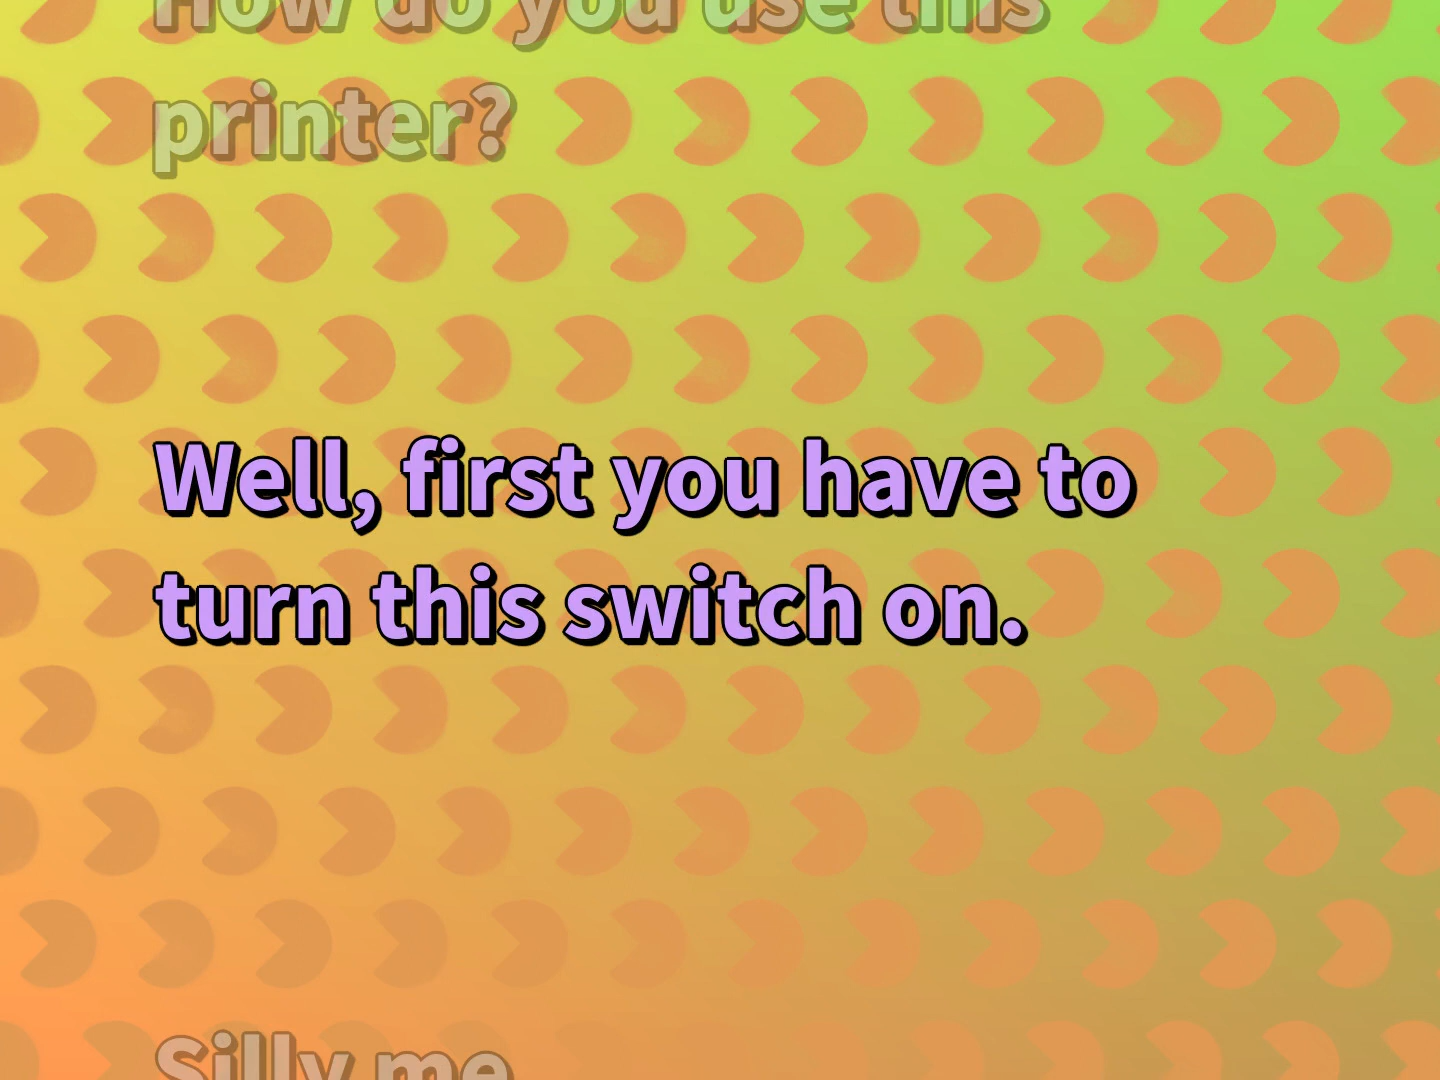 How do you use this
printer?
Well, first you have to
turn this switch on.
Silly me